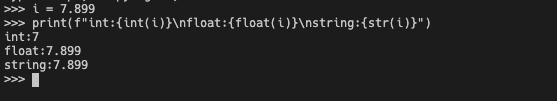 >>> i = 7.899
>>> print(f"int:{int(i)}\nfloat:{float(i)}\nstring:{str(i)}")
int:7
float:7.899
string:7.899
>>>